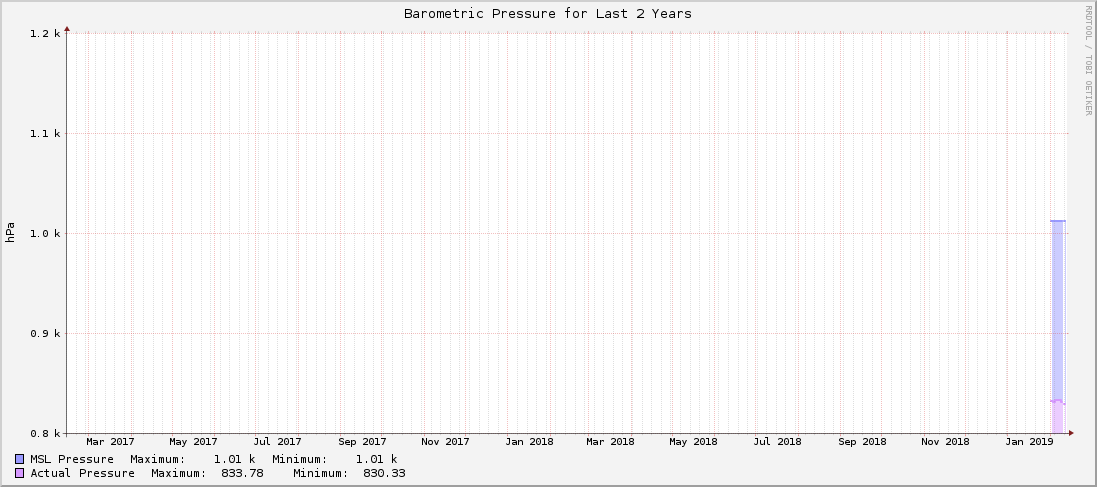 Barometric Pressure for Last 2 Years
RRDTOOL / TOBI OETIKER
hPa
1.2 k
1.1 k
1.0 k
0.9 k
0.8 k
Mar 2017 May 2017 Jul 2017 Sep 2017 Nov 2017 Jan 2018 Mar 2018 May 2018 Jul 2018 Sep 2018 Nov 2018 Jan 2019
MSL Pressure Maximum: 1.01 k Minimum: 1.01 k
Actual Pressure Maximum: 833.78 Minimum: 830.33